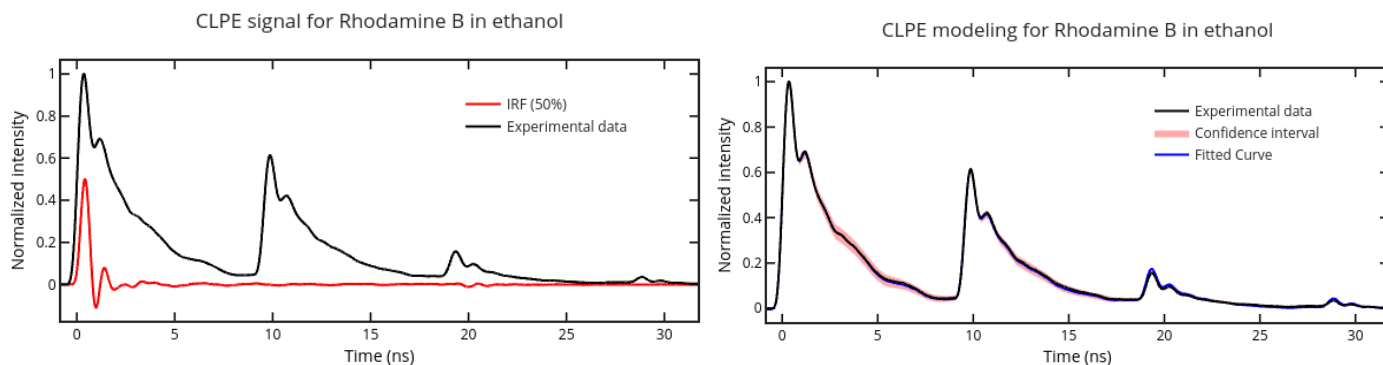 CLPE signal for Rhodamine B in ethanol
Normalized intensity
1
0.8
0.6
0.4
0.2
0
IRF (50%)
Experimental data
0 5 10 15 20 25 30
Time (ns)
CLPE modeling for Rhodamine B in ethanol
Normalized intensity
1
0.8
0.6
0.4
0.2
0
Experimental data
Confidence interval
Fitted Curve
0 5 10 15 20 25 30
Time (ns)